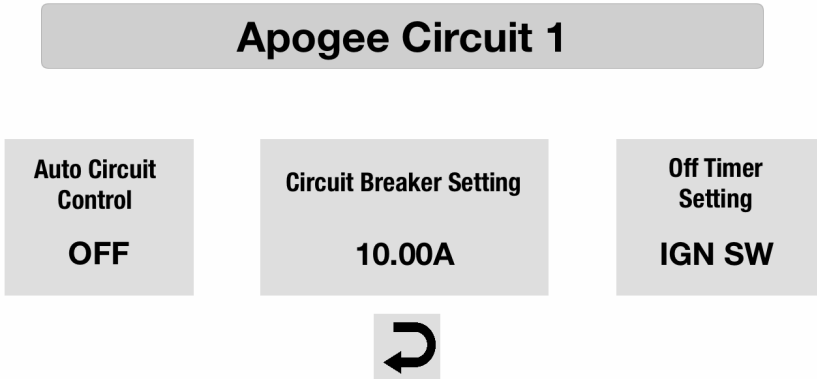 Apogee Circuit 1
Auto Circuit
Control
OFF
Circuit Breaker Setting
10.00A
Off Timer
Setting
IGN SW